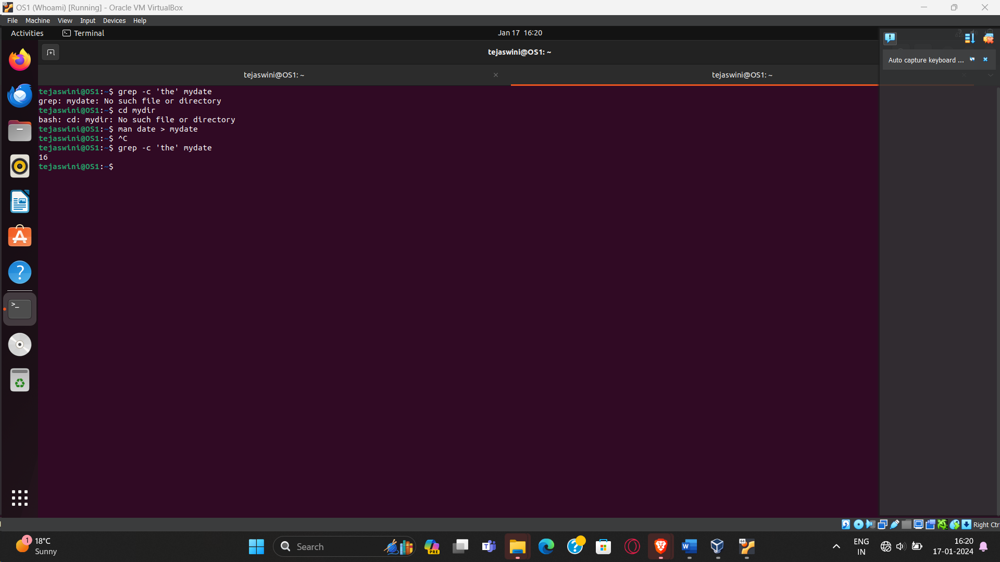 OS1 (Whoami) [Running] - Oracle VM VirtualBox
File Machine View Input Devices Help
Activities Terminal Jan 17 16:20
tejaswini@OS1: ~
Auto capture keyboard ...
tejaswini@OS1: ~ tejaswini@OS1: ~
tejaswini@OS1:~$ grep -c 'the' mydate
grep: mydate: No such file or directory
tejaswini@OS1:~$ cd mydir
bash: cd: mydir: No such file or directory
tejaswini@OS1:~$ man date > mydate
tejaswini@OS1:~$ ^C
tejaswini@OS1:~$ grep -c 'the' mydate
16
tejaswini@OS1:~$
Right Ctr
1 18°C
Sunny
Search
PRE
ENG
IN
16:20
17-01-2024